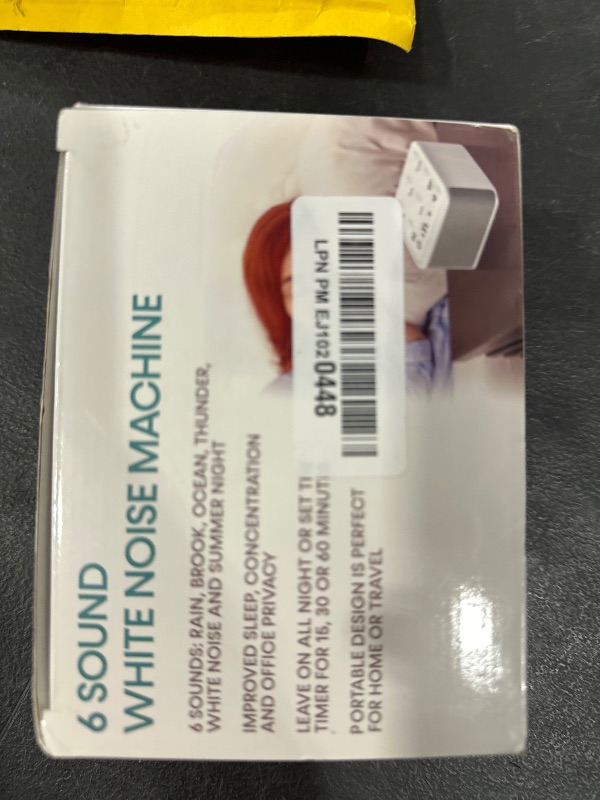 6 SOUND
WHITE NOISE MACHINE
6 SOUNDS: RAIN, BROOK, OCEAN, THUNDER,
WHITE NOISE AND SUMMER NIGHT
IMPROVED SLEEP, CONCENTRATION
AND OFFICE PRIVACY
LEAVE ON ALL NIGHT OR SET TI
TIMER FOR 15, 30 OR 60 MINUT
PORTABLE DESIGN IS PERFECT
FOR HOME OR TRAVEL
LPN PM EJ1020448